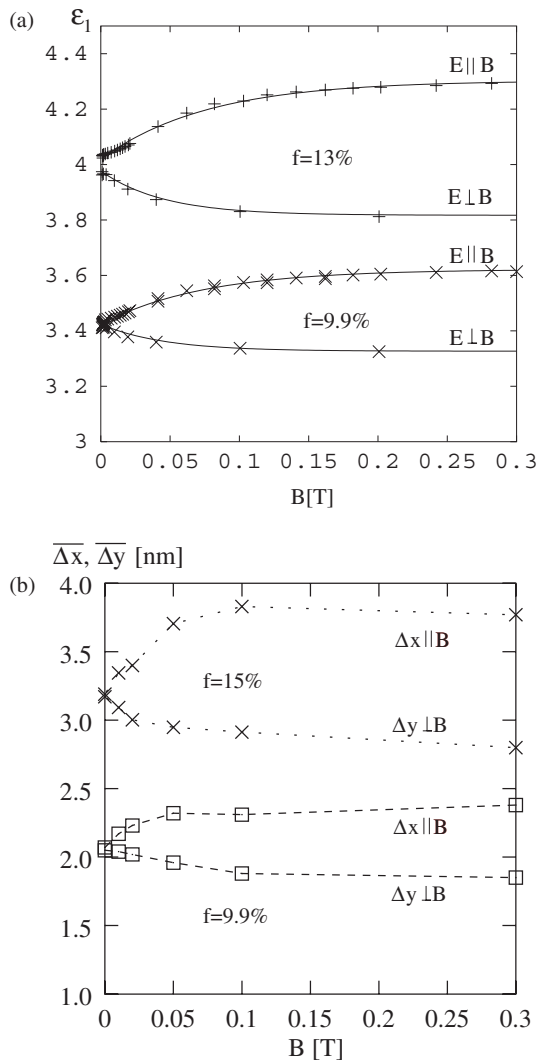 (a) ε₁
4.4
E || B
4.2
f=13%
4
3.8
E ⊥ B
E || B
3.6
f=9.9%
3.4
E ⊥ B
3.2
3
0 0.05 0.1 0.15 0.2 0.25 0.3
B[T]
Δx, Δy [nm]
(b)
4.0
Δx || B
3.5
f=15%
3.0
Δy ⊥ B
2.5
Δx || B
2.0
Δy ⊥ B
f=9.9%
1.5
1.0
0 0.05 0.1 0.15 0.2 0.25 0.3
B [T]